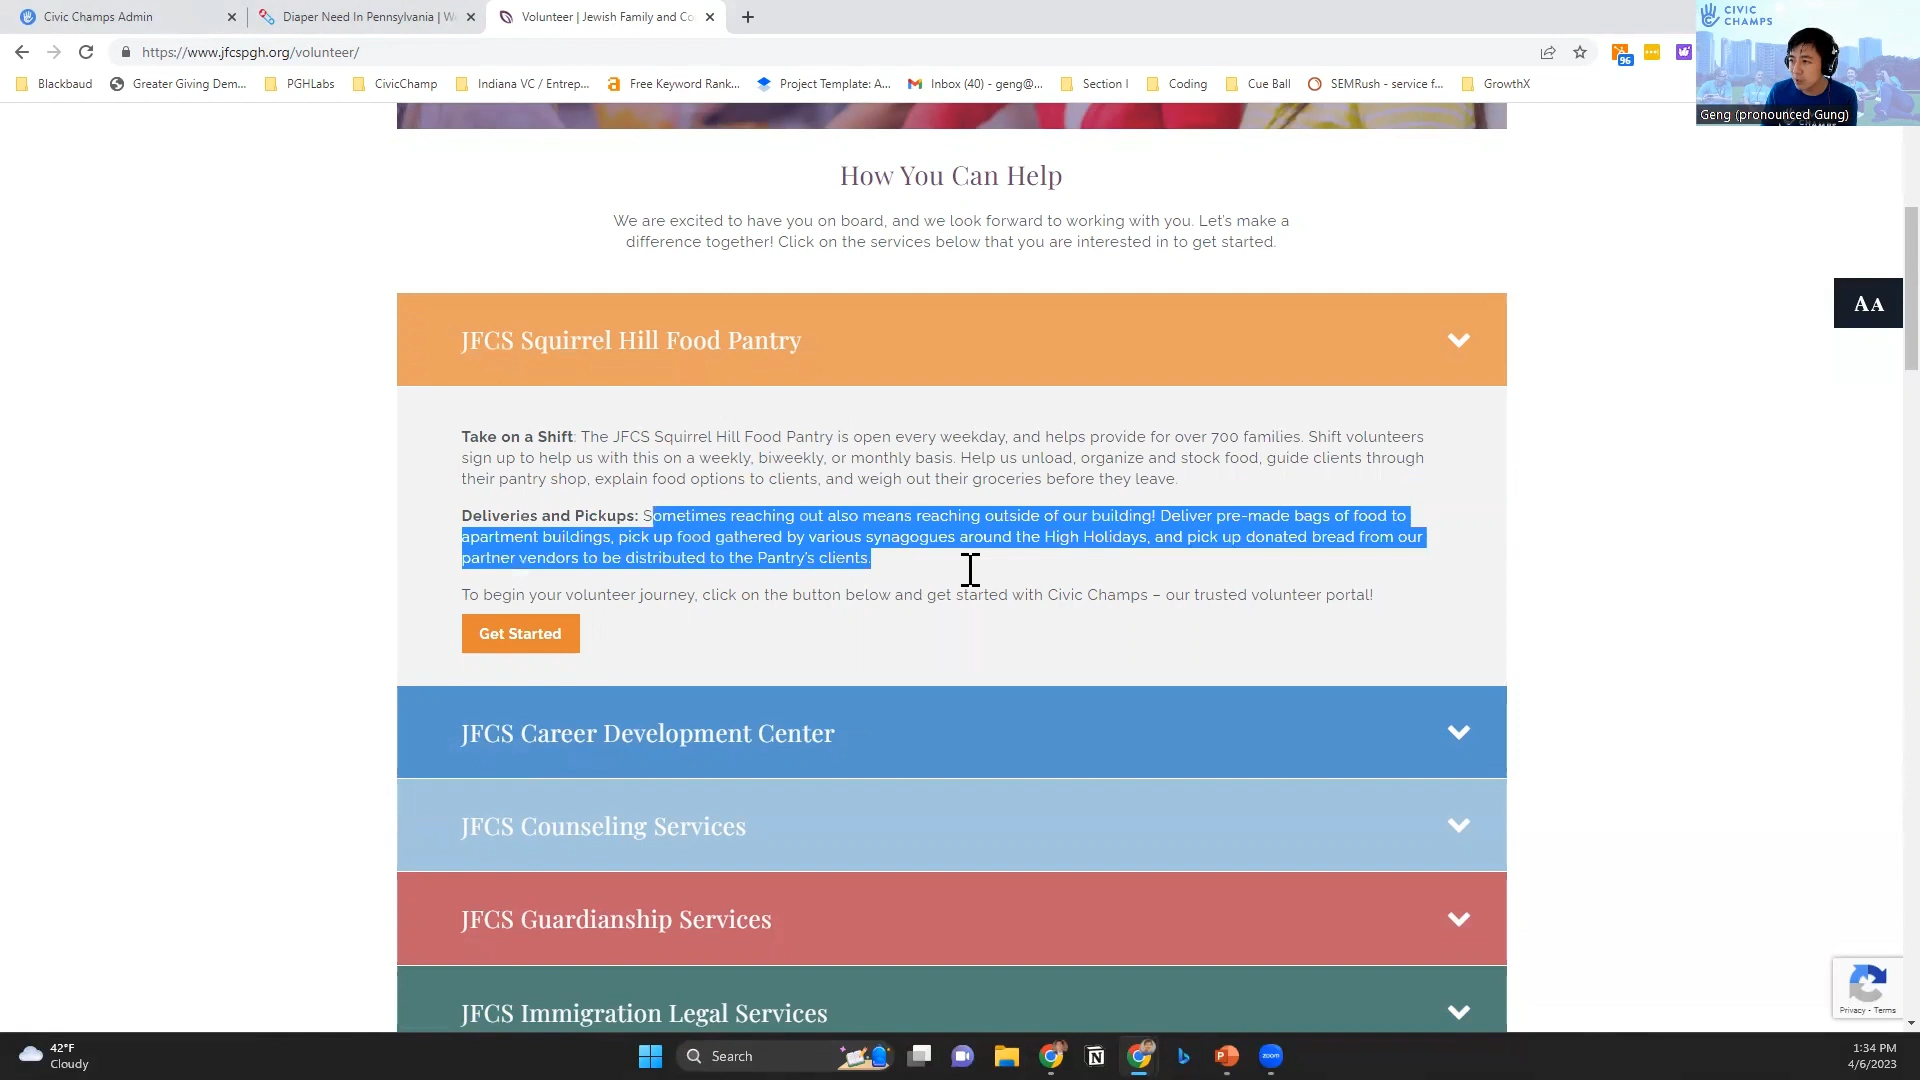 Civic Champs Admin
Diaper Need In Pennsylvania | W
Volunteer | Jewish Family and Co
https://www.jfcspgh.org/volunteer/
96
Blackbaud
Greater Giving Dem...
PGHLabs
CivicChamp
Indiana VC / Entrep...
Free Keyword Rank...
Project Template: A...
Inbox (40) - geng@...
Section I
Coding
Cue Ball
SEMRush - service f...
GrowthX
CIVIC
CHAMPS
Geng (pronounced Gung)
How You Can Help
We are excited to have you on board, and we look forward to working with you. Let's make a
difference together! Click on the services below that you are interested in to get started.
AA
JFCS Squirrel Hill Food Pantry
Take on a Shift: The JFCS Squirrel Hill Food Pantry is open every weekday, and helps provide for over 700 families. Shift volunteers
sign up to help us with this on a weekly, biweekly, or monthly basis. Help us unload, organize and stock food, guide clients through
their pantry shop, explain food options to clients, and weigh out their groceries before they leave.
Deliveries and Pickups: Sometimes reaching out also means reaching outside of our building! Deliver pre-made bags of food to
apartment buildings, pick up food gathered by various synagogues around the High Holidays, and pick up donated bread from our
partner vendors to be distributed to the Pantry's clients.
To begin your volunteer journey, click on the button below and get started with Civic Champs – our trusted volunteer portal!
Get Started
JFCS Career Development Center
JFCS Counseling Services
JFCS Guardianship Services
JFCS Immigration Legal Services
Privacy - Terms
42°F
Cloudy
Search
zoom
1:34 PM
4/6/2023